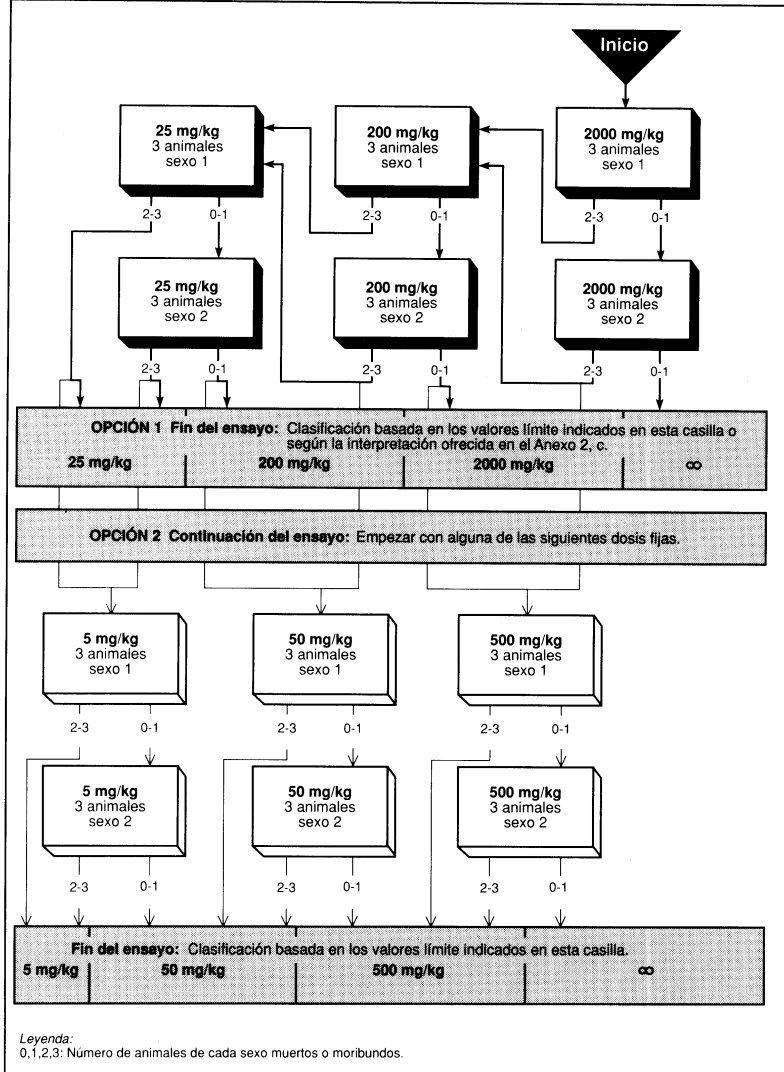 Inicio
25 mg/kg
3 animales
sexo 1
200 mg/kg
3 animales
sexo 1
2000 mg/kg
3 animales
sexo 1
2-3
0-1
2-3
0-1
2-3
0-1
25 mg/kg
3 animales
sexo 2
200 mg/kg
3 animales
sexo 2
2000 mg/kg
3 animales
sexo 2
2-3
0-1
2-3
0-1
2-3
0-1
OPCIÓN 1 Fin del ensayo: Clasificación basada en los valores límite indicados en esta casilla o
según la interpretación ofrecida en el Anexo 2, c.
25 mg/kg
200 mg/kg
2000 mg/kg
∞
OPCIÓN 2 Continuación del ensayo: Empezar con alguna de las siguientes dosis fijas.
5 mg/kg
3 animales
sexo 1
50 mg/kg
3 animales
sexo 1
500 mg/kg
3 animales
sexo 1
2-3
0-1
2-3
0-1
2-3
0-1
5 mg/kg
3 animales
sexo 2
50 mg/kg
3 animales
sexo 2
500 mg/kg
3 animales
sexo 2
2-3
0-1
2-3
0-1
2-3
0-1
Fin del ensayo: Clasificación basada en los valores límite indicados en esta casilla.
5 mg/kg
50 mg/kg
500 mg/kg
∞
Leyenda:
0,1,2,3: Número de animales de cada sexo muertos o moribundos.